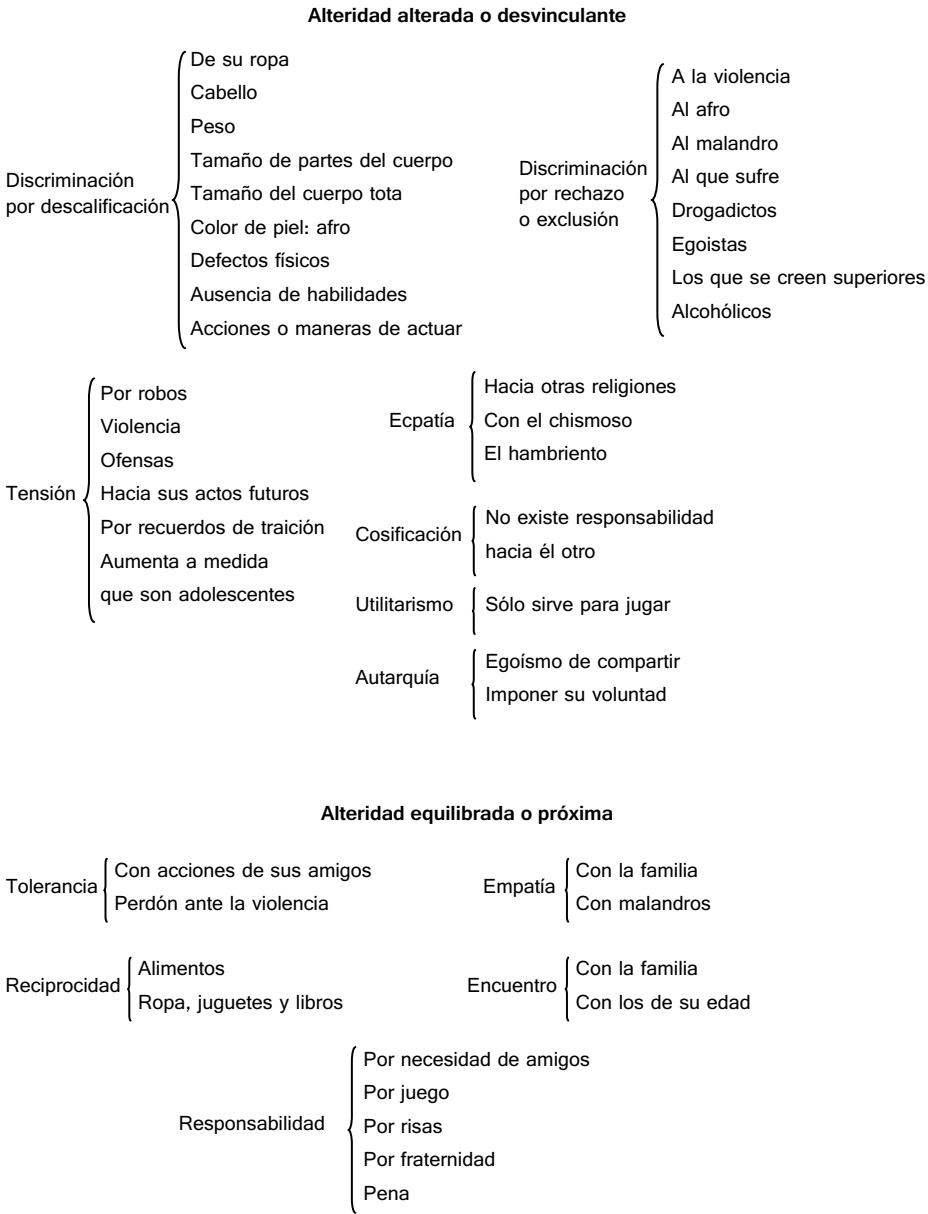 Alteridad alterada o desvinculante
Discriminación
por descalificación
De su ropa
Cabello
Peso
Tamaño de partes del cuerpo
Tamaño del cuerpo tota
Color de piel: afro
Defectos físicos
Ausencia de habilidades
Acciones o maneras de actuar
Discriminación
por rechazo
o exclusión
A la violencia
Al afro
Al malandro
Al que sufre
Drogadictos
Egoistas
Los que se creen superiores
Alcohólicos
Tensión
Por robos
Violencia
Ofensas
Hacia sus actos futuros
Por recuerdos de traición
Aumenta a medida
que son adolescentes
Ecpatía
Hacia otras religiones
Con el chismoso
El hambriento
Cosificación
No existe responsabilidad
hacia él otro
Utilitarismo
Sólo sirve para jugar
Autarquía
Egoísmo de compartir
Imponer su voluntad
Alteridad equilibrada o próxima
Tolerancia
Con acciones de sus amigos
Perdón ante la violencia
Empatía
Con la familia
Con malandros
Reciprocidad
Alimentos
Ropa, juguetes y libros
Encuentro
Con la familia
Con los de su edad
Responsabilidad
Por necesidad de amigos
Por juego
Por risas
Por fraternidad
Pena